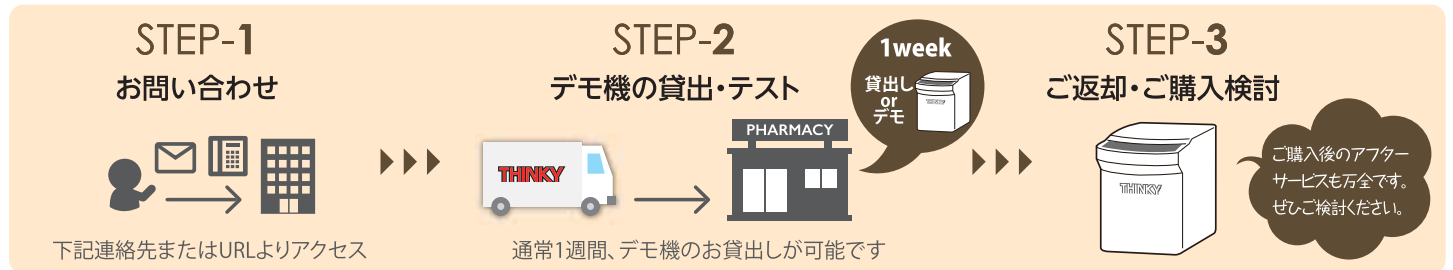 STEP-1
お問い合わせ
下記連絡先またはURLよりアクセス
STEP-2
デモ機の貸出・テスト
1week
貸出し
or
デモ
THINKY
THINKY
PHARMACY
通常1週間、デモ機のお貸出しが可能です
STEP-3
ご返却・ご購入検討
THINKY
ご購入後のアフター
サービスも万全です。
ぜひご検討ください。